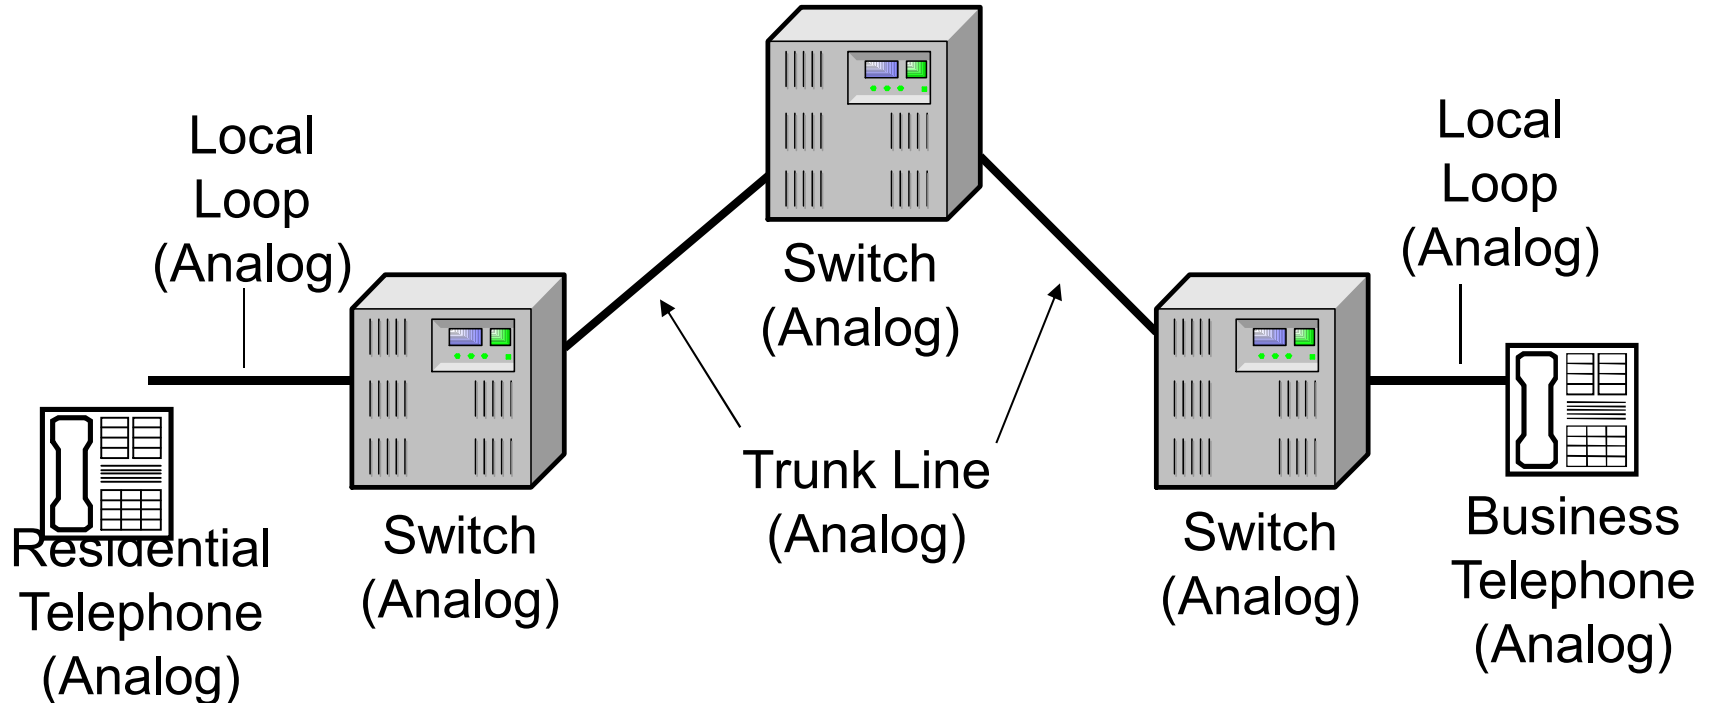 Local
Loop
(Analog)
Switch
(Analog)
Local
Loop
(Analog)
Trunk Line
(Analog)
Residential
Telephone
(Analog)
Switch
(Analog)
Switch
(Analog)
Business
Telephone
(Analog)